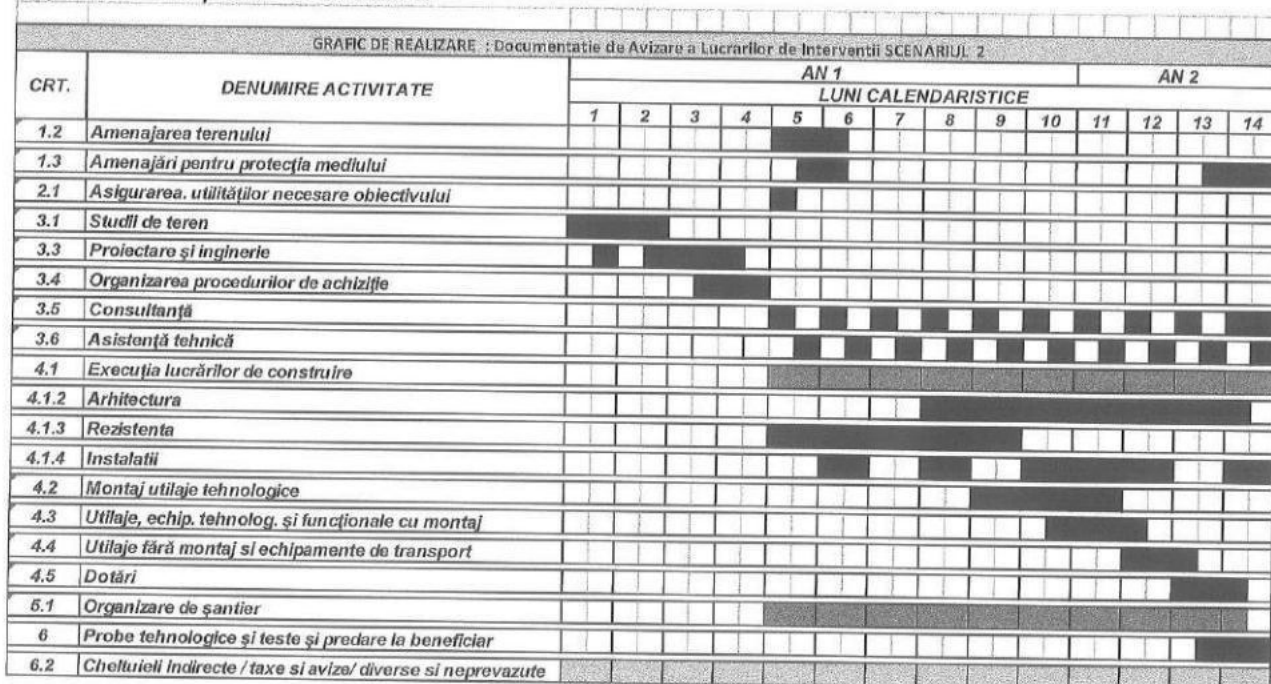 GRAFIC DE REALIZARE : Documentatie de Avizare a Lucrarilor de Interventii SCENARIUL 2
CRT. DENUMIRE ACTIVITATE AN 1 AN 2
LUNI CALENDARISTICE
1 2 3 4 5 6 7 8 9 10 11 12 13 14
1.2 Amenajarea terenului
1.3 Amenajări pentru protecţia mediului
2.1 Asigurarea. utilităţilor necesare obiectivului
3.1 Studii de teren
3.3 Proiectare şi inginerie
3.4 Organizarea procedurilor de achiziţie
3.5 Consultanţă
3.6 Asistenţă tehnică
4.1 Execuţia lucrărilor de construire
4.1.2 Arhitectura
4.1.3 Rezistenta
4.1.4 Instalatii
4.2 Montaj utilaje tehnologice
4.3 Utilaje, echip. tehnolog. şi funcţionale cu montaj
4.4 Utilaje fără montaj si echipamente de transport
4.5 Dotări
5.1 Organizare de şantier
6 Probe tehnologice şi teste şi predare la beneficiar
6.2 Cheltuieli indirecte / taxe si avize/ diverse si neprevazute